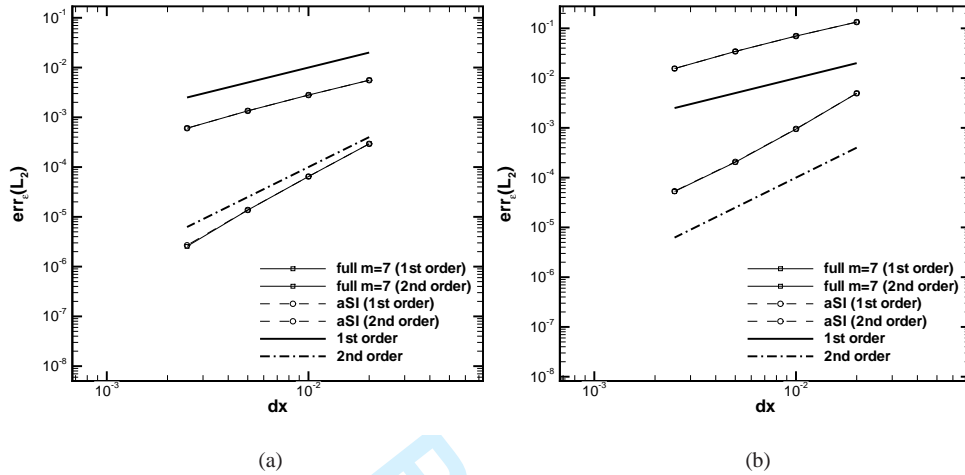 10^-1
10^-2
10^-3
10^-4
10^-5
10^-6
10^-7
10^-8
err_ε(L_2)
full m=7 (1st order)
full m=7 (2nd order)
aSI (1st order)
aSI (2nd order)
1st order
2nd order
10^-3
10^-2
dx
(a)
10^-1
10^-2
10^-3
10^-4
10^-5
10^-6
10^-7
10^-8
err_ε(L_2)
full m=7 (1st order)
full m=7 (2nd order)
aSI (1st order)
aSI (2nd order)
1st order
2nd order
10^-3
10^-2
dx
(b)